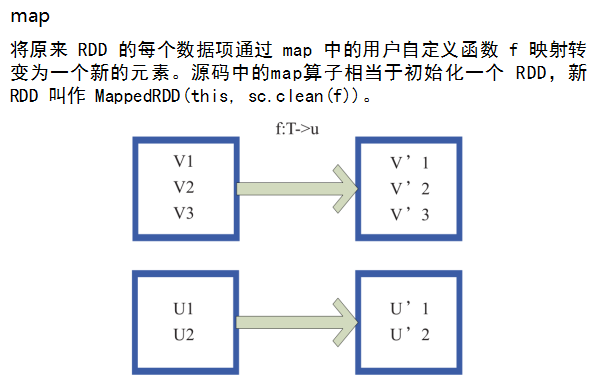 map
将原来 RDD 的每个数据项通过 map 中的用户自定义函数 f 映射转
变为一个新的元素。源码中的map算子相当于初始化一个 RDD，新
RDD 叫作 MappedRDD(this, sc.clean(f))。
f:T->u
V1
V2
V3
V’1
V’2
V’3
U1
U2
U’1
U’2